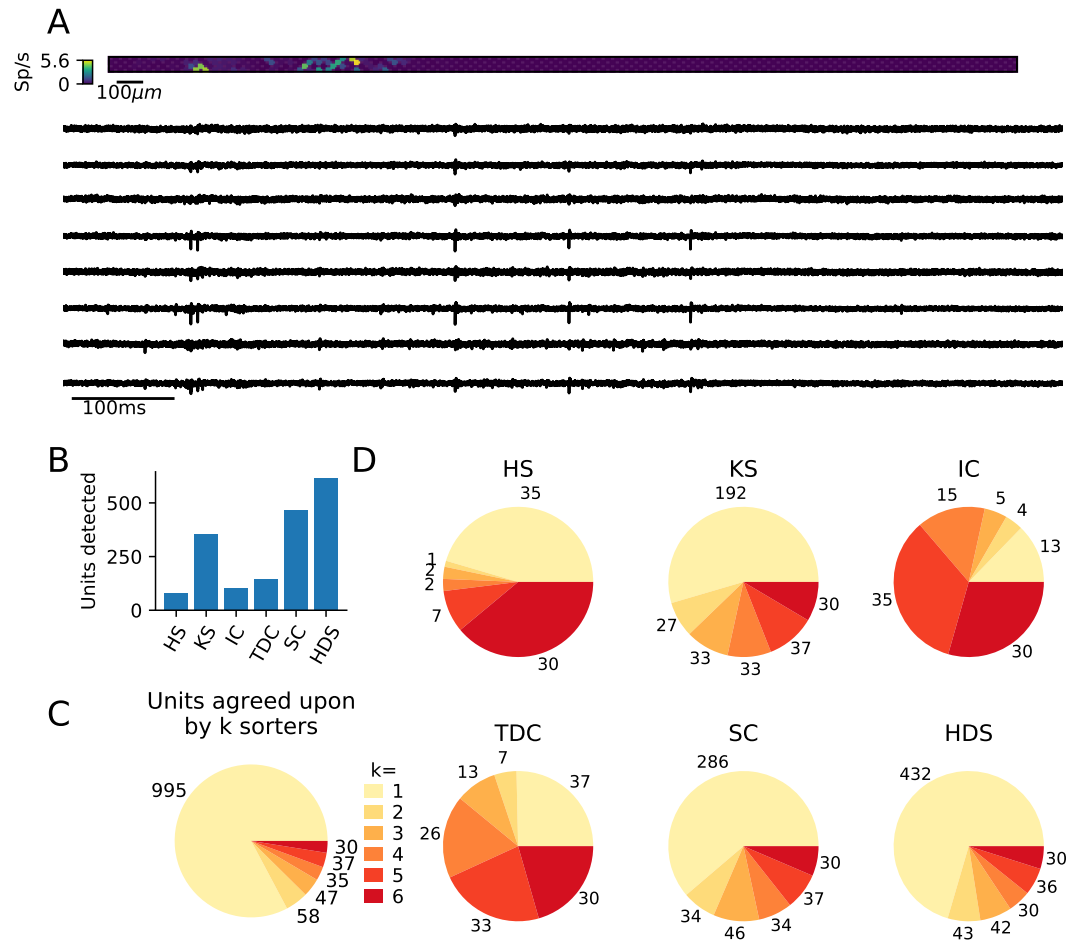 A
Sp/s
5.6
0
100μm
100ms
B
Units detected
500
250
0
HS
KS
IC
TDC
SC
HDS
D
HS
35
1
2
2
7
30
KS
192
27
33
33
37
30
IC
15
5
4
13
35
30
C
Units agreed upon
by k sorters
995
30
37
35
47
58
k=
1
2
3
4
5
6
TDC
7
13
37
26
33
30
SC
286
34
46
34
37
30
HDS
432
43
42
30
36
30